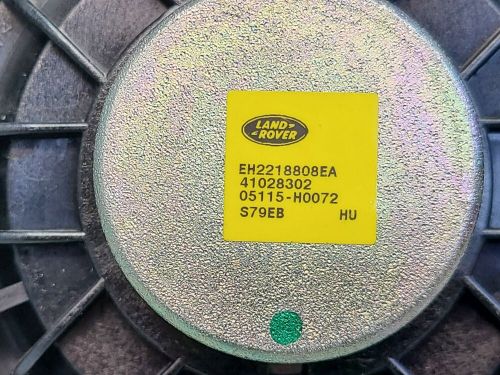 LAND-
ROVER
EH2218808EA
41028302
05115-H0072
S79EB HU